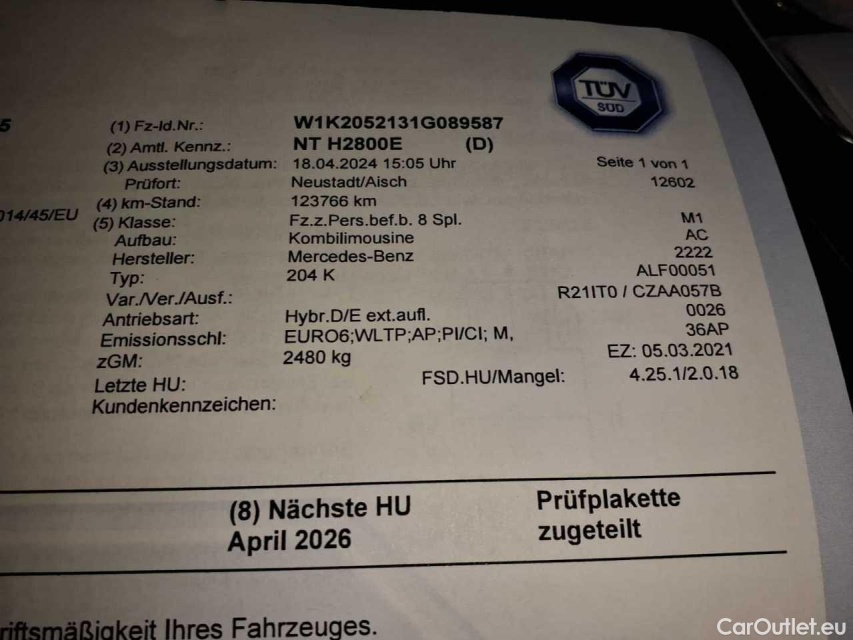 TÜV
SÜD
5
(1) Fz-Id.Nr.: W1K2052131G089587
(2) Amtl. Kennz.: NT H2800E (D)
(3) Ausstellungsdatum: 18.04.2024 15:05 Uhr Seite 1 von 1
Prüfort: Neustadt/Aisch 12602
(4) km-Stand: 123766 km
014/45/EU
(5) Klasse: Fz.z.Pers.bef.b. 8 Spl. M1
Aufbau: Kombilimousine AC
Hersteller: Mercedes-Benz 2222
Typ: 204 K ALF00051
Var./Ver./Ausf.: R21IT0 / CZAA057B
Antriebsart: Hybr.D/E ext.aufl. 0026
Emissionsschl: EURO6;WLTP;AP;PI/CI; M, 36AP
zGM: 2480 kg EZ: 05.03.2021
Letzte HU: FSD.HU/Mangel: 4.25.1/2.0.18
Kundenkennzeichen:
(8) Nächste HU Prüfplakette
April 2026 zugeteilt
riftsmäßigkeit Ihres Fahrzeuges.
CarOutlet.eu